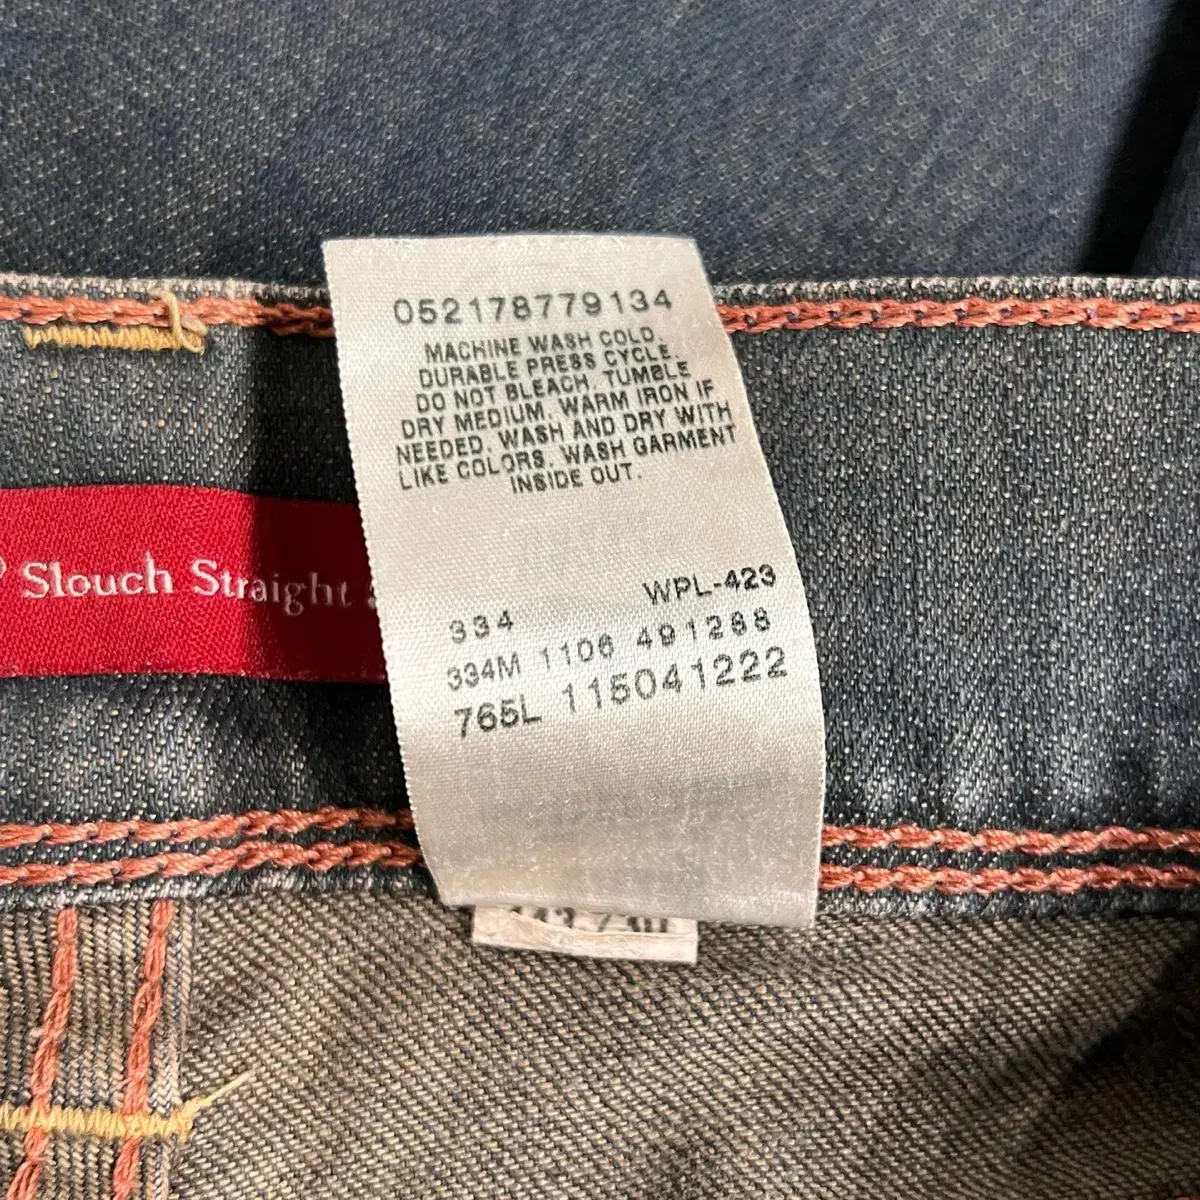 052178779134
MACHINE WASH COLD.
DURABLE PRESS CYCLE.
DO NOT BLEACH. TUMBLE
DRY MEDIUM. WARM IRON IF
NEEDED. WASH AND DRY WITH
LIKE COLORS. WASH GARMENT
INSIDE OUT.
® Slouch Straight
WPL-423
334
334M 1106 491288
765L 115041222